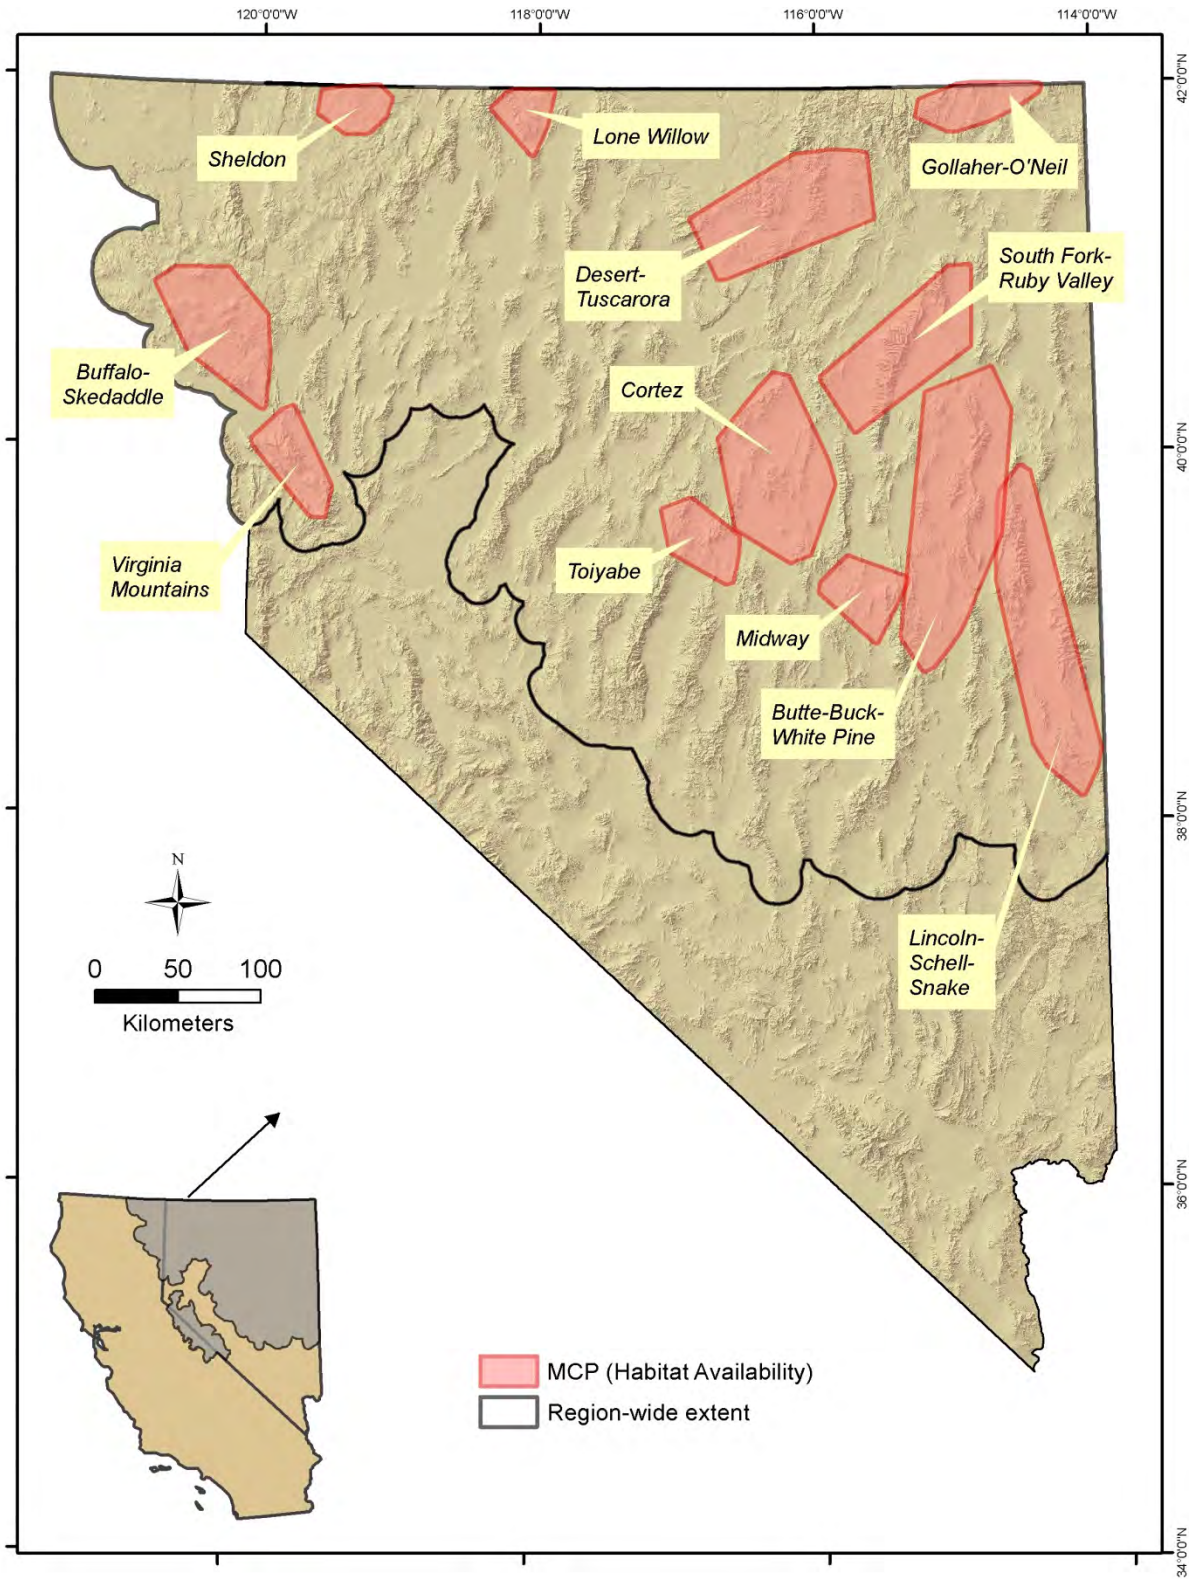 120°0'0"W
118°0'0"W
116°0'0"W
114°0'0"W
42°0'0"N
Sheldon
Lone Willow
Gollaher-O'Neil
Desert-
Tuscarora
South Fork-
Ruby Valley
Buffalo-
Skedaddle
Cortez
40°0'0"N
Virginia
Mountains
Toiyabe
Midway
Butte-Buck-
White Pine
38°0'0"N
N
Lincoln-
Schell-
Snake
0 50 100
Kilometers
36°0'0"N
MCP (Habitat Availability)
Region-wide extent
34°0'0"N